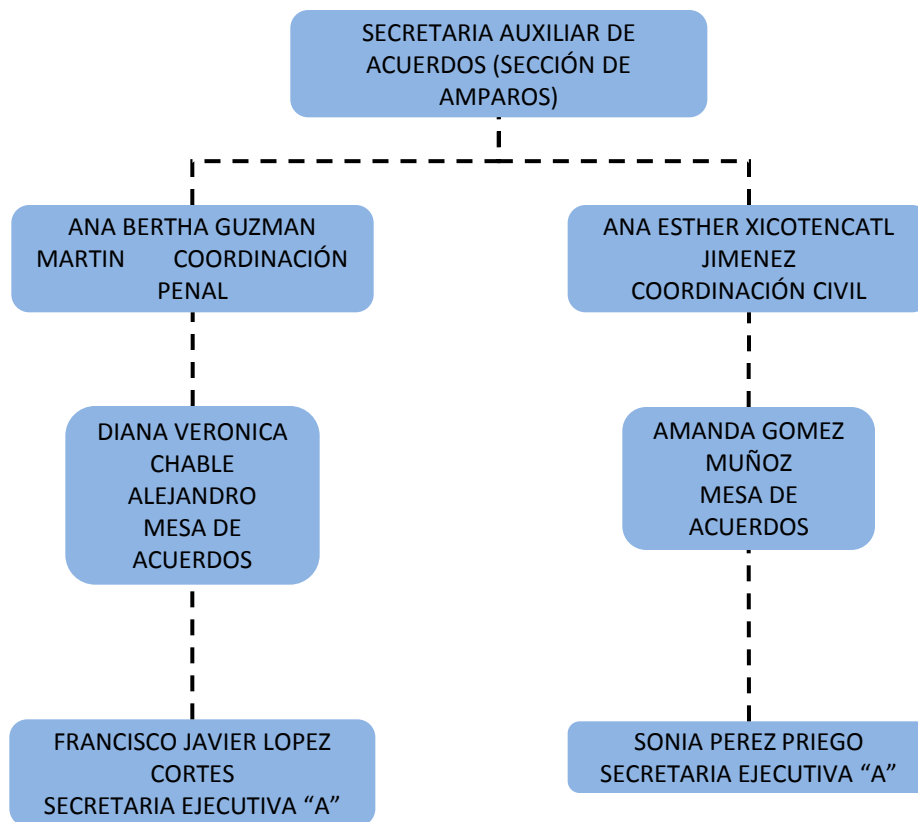 SECRETARIA AUXILIAR DE
ACUERDOS (SECCIÓN DE
AMPAROS)
ANA BERTHA GUZMAN
MARTIN COORDINACIÓN
PENAL
ANA ESTHER XICOTENCATL
JIMENEZ
COORDINACIÓN CIVIL
DIANA VERONICA
CHABLE
ALEJANDRO
MESA DE
ACUERDOS
AMANDA GOMEZ
MUÑOZ
MESA DE
ACUERDOS
FRANCISCO JAVIER LOPEZ
CORTES
SECRETARIA EJECUTIVA “A”
SONIA PEREZ PRIEGO
SECRETARIA EJECUTIVA “A”